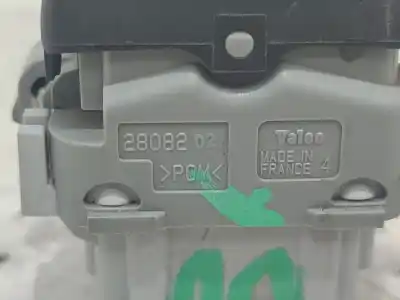 28082 02
>POM<
Valeo
MADE IN
FRANCE 4